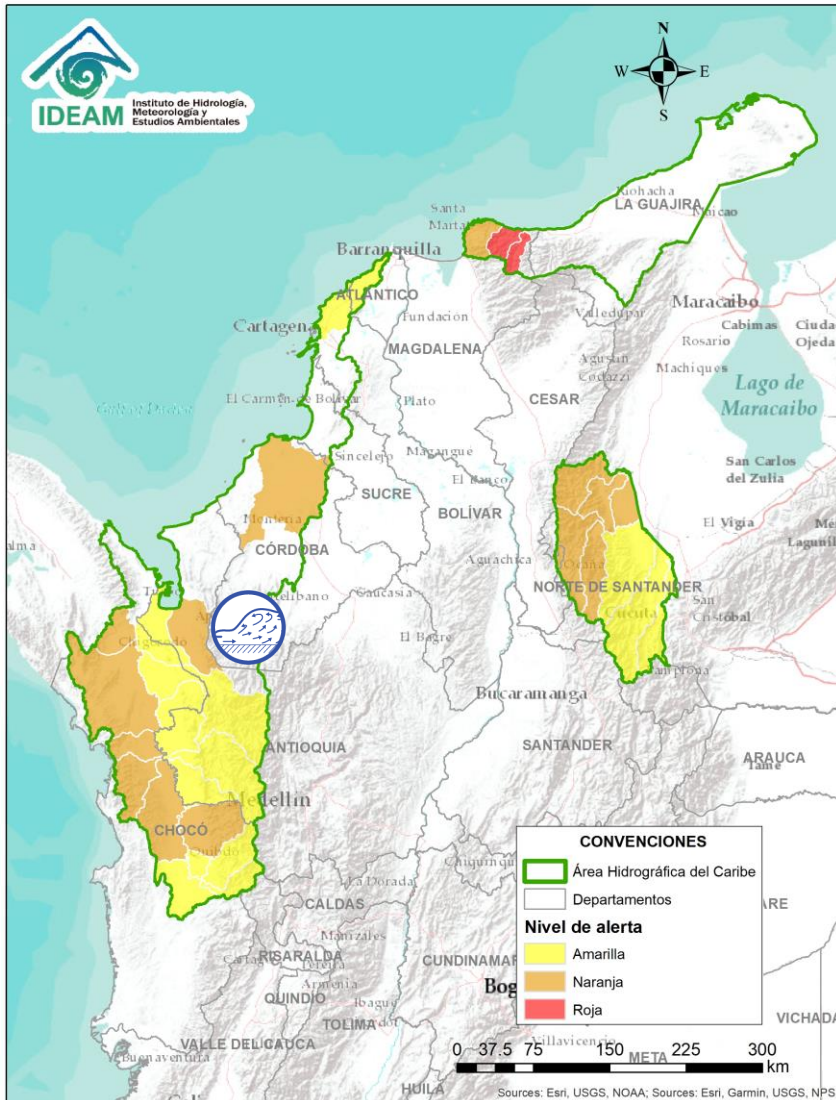 IDEAM
Instituto de Hidrología,
Meteorología y
Estudios Ambientales
N
W
E
S
Riohacha
LA GUAJIRA
Maicao
Santa
Marta
Barranquilla
ATLÁNTICO
Cartagena
Fundación
Valledupar
Maracaibo
Cabimas
Ciudad
Ojeda
Rosario
MAGDALENA
Agustín
Codazzi
Machiques
CESAR
Lago de
Maracaibo
El Carmen de Bolívar
Plato
Sincelejo
Magangué
San Carlos
del Zulia
SUCRE
El Banco
BOLÍVAR
Montería
CÓRDOBA
El Vigía
Aguachica
Ocaña
NORTE DE SANTANDER
Caucasia
Cúcuta
San
Cristóbal
El Bagre
Chigorodó
Bucaramanga
ANTIOQUIA
SANTANDER
ARAUCA
Tame
Medellín
CHOCÓ
Quibdó
La Dorada
CALDAS
Manizales
RISARALDA
Pereira
Armenia
QUINDÍO
Ibague
TOLIMA
VALLE DEL CAUCA
Buenaventura
Villavicencio
META
VICHADA
HUILA
CONVENCIONES
Área Hidrográfica del Caribe
Departamentos
Nivel de alerta
Amarilla
Naranja
Roja
0 37.5 75 150 225 300
km
Sources: Esri, USGS, NOAA; Sources: Esri, Garmin, USGS, NPS